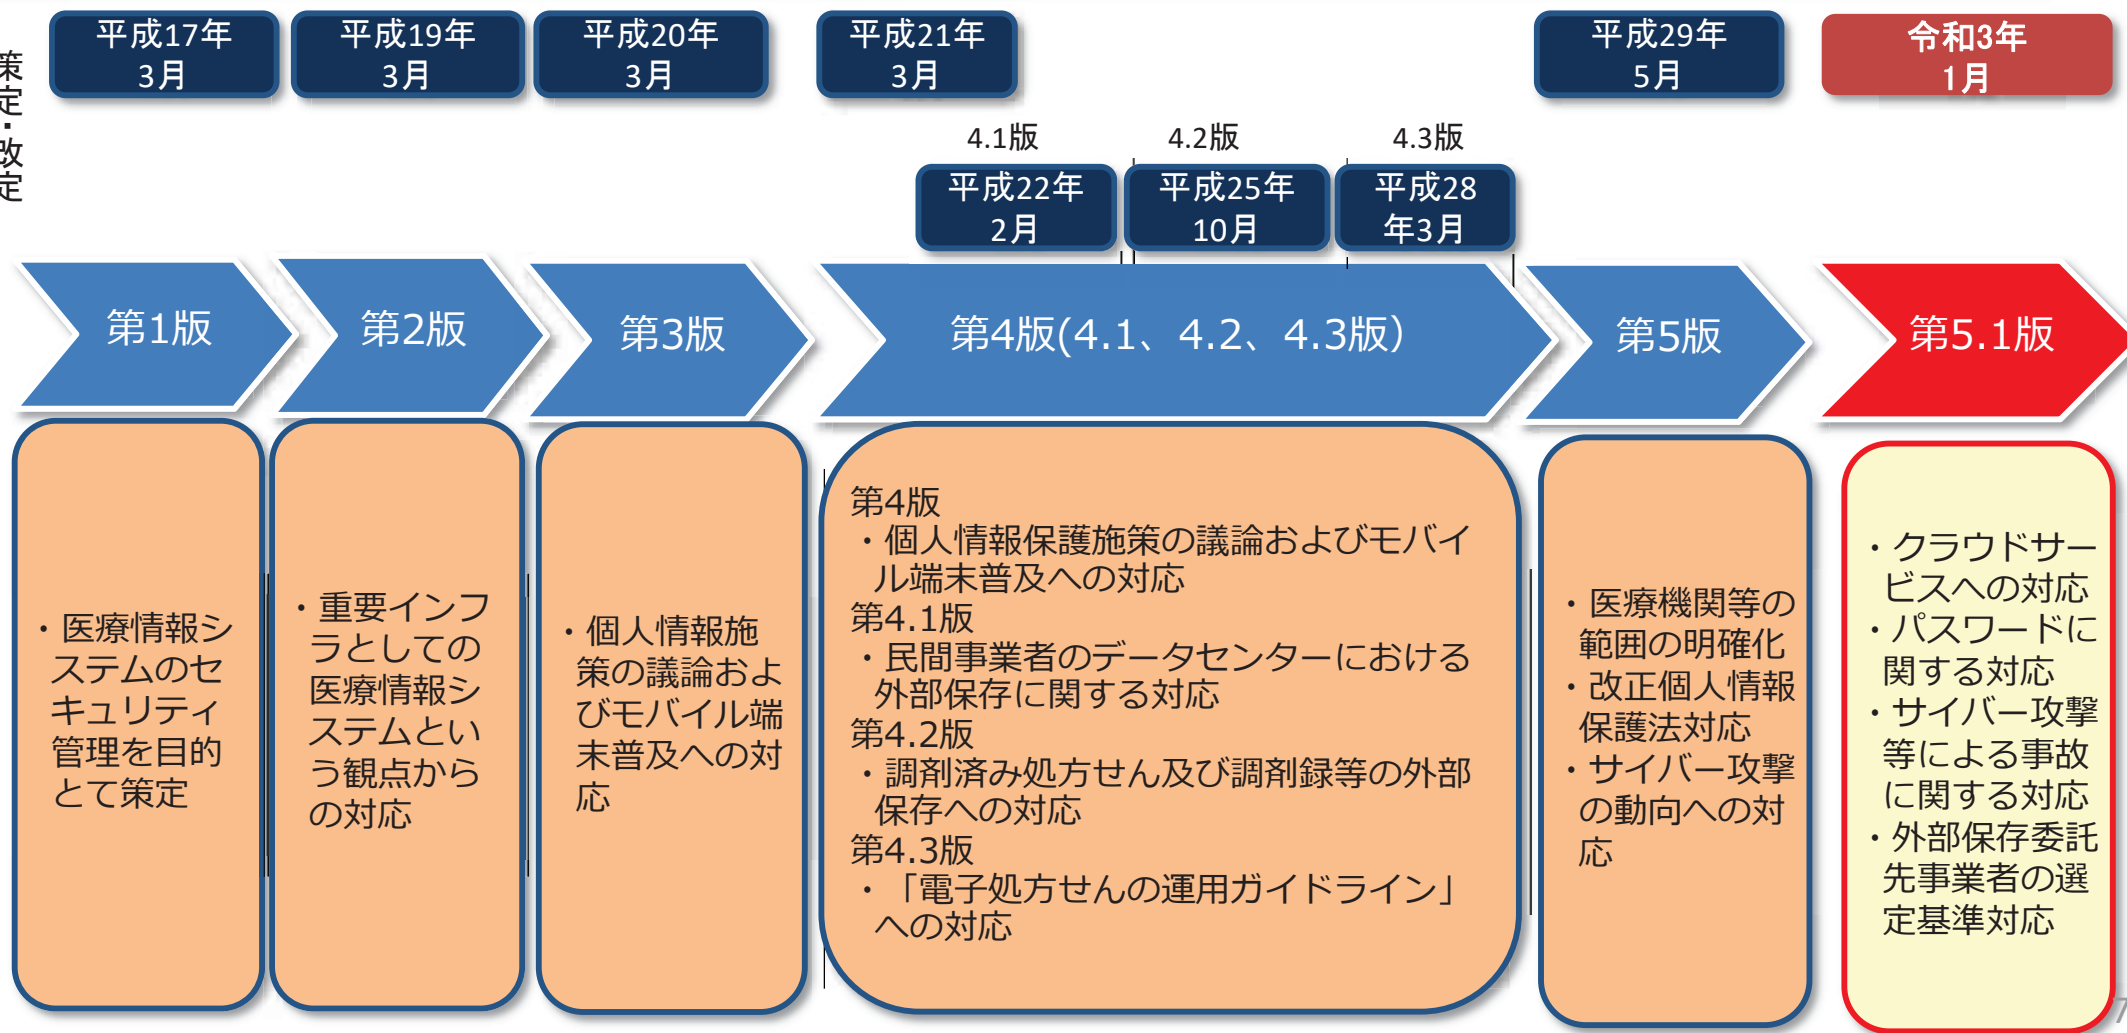 策定・改定
平成17年
3月
平成19年
3月
平成20年
3月
平成21年
3月
平成29年
5月
令和3年
1月
4.1版
4.2版
4.3版
平成22年
2月
平成25年
10月
平成28
年3月
第1版
第2版
第3版
第4版(4.1、4.2、4.3版）
第5版
第5.1版
・医療情報シ
ステムのセ
キュリティ
管理を目的
とて策定
・重要インフ
ラとしての
医療情報シ
ステムとい
う観点から
の対応
・個人情報施
策の議論およ
びモバイル端
末普及への対
応
第4版
・個人情報保護施策の議論およびモバイ
ル端末普及への対応
第4.1版
・民間事業者のデータセンターにおける
外部保存に関する対応
第4.2版
・調剤済み処方せん及び調剤録等の外部
保存への対応
第4.3版
・「電子処方せんの運用ガイドライン」
への対応
・医療機関等の
範囲の明確化
・改正個人情報
保護法対応
・サイバー攻撃
の動向への対
応
・クラウドサー
ビスへの対応
・パスワードに
関する対応
・サイバー攻撃
等による事故
に関する対応
・外部保存委託
先事業者の選
定基準対応
7